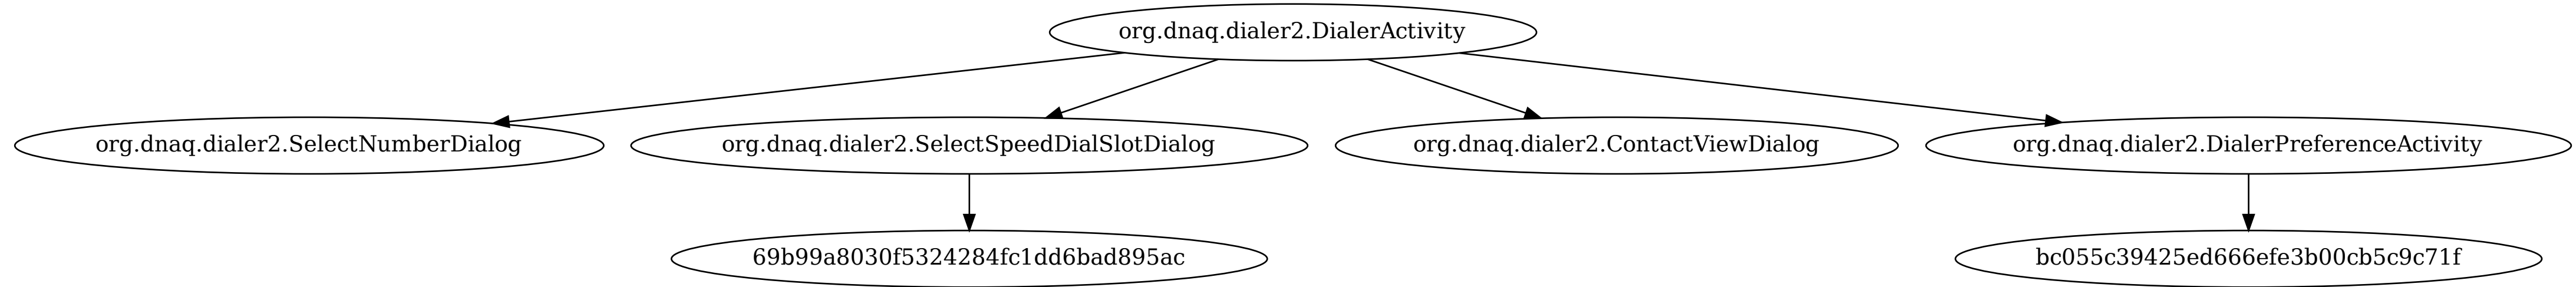 org.dnaq.dialer2.DialerActivity
org.dnaq.dialer2.SelectNumberDialog
org.dnaq.dialer2.SelectSpeedDialSlotDialog
org.dnaq.dialer2.ContactViewDialog
org.dnaq.dialer2.DialerPreferenceActivity
69b99a8030f5324284fc1dd6bad895ac
bc055c39425ed666efe3b00cb5c9c71f